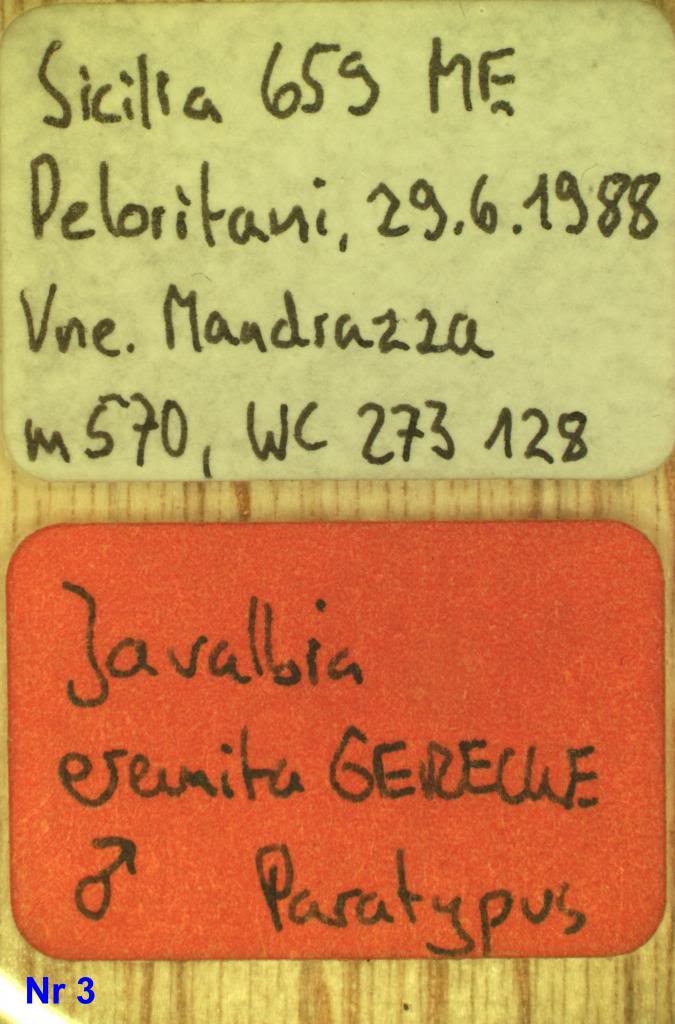 Sicilia 659 ME
Peloritani, 29.6.1988
Vne. Mandrazza
m 570, WC 273 128
Javalbia
eremita GERECKE
♂ Paratypus
Nr 3